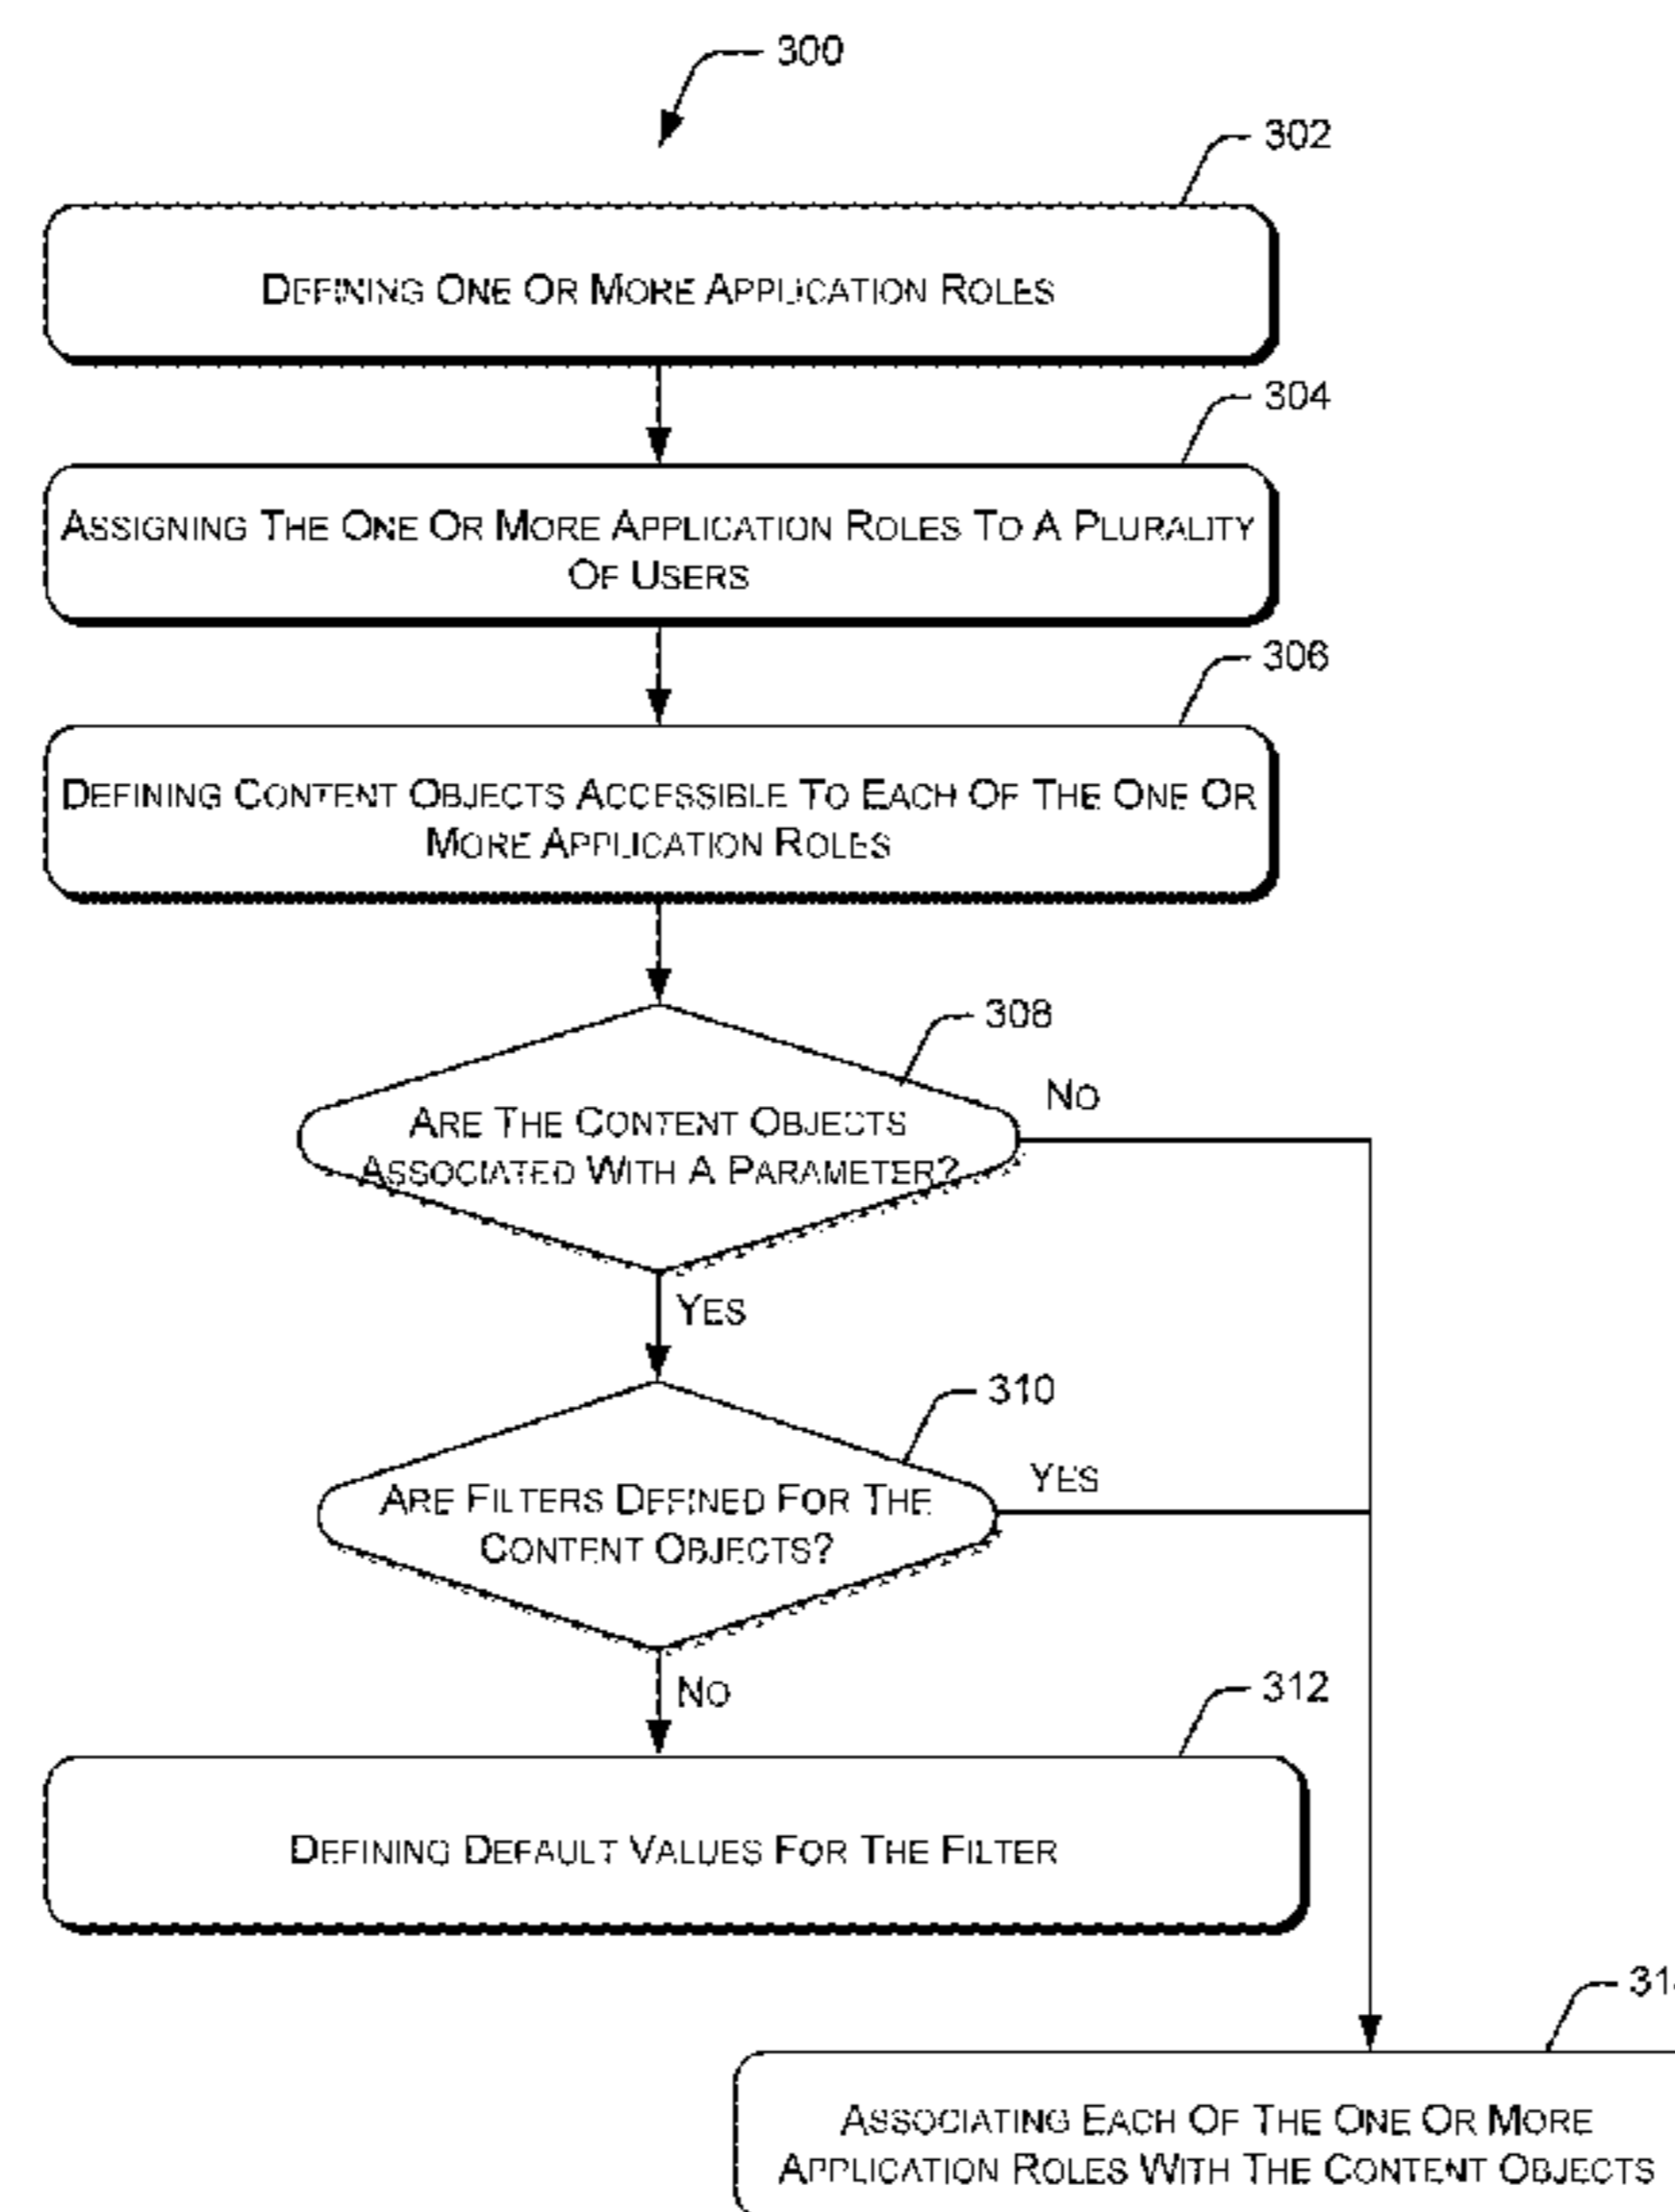 300
302
DEFINING ONE OR MORE APPLICATION ROLES
304
ASSIGNING THE ONE OR MORE APPLICATION ROLES TO A PLURALITY
OF USERS
306
DEFINING CONTENT OBJECTS ACCESSIBLE TO EACH OF THE ONE OR
MORE APPLICATION ROLES
308
ARE THE CONTENT OBJECTS
ASSOCIATED WITH A PARAMETER?
NO
YES
310
ARE FILTERS DEFINED FOR THE
CONTENT OBJECTS?
YES
NO
312
DEFINING DEFAULT VALUES FOR THE FILTER
ASSOCIATING EACH OF THE ONE OR MORE
APPLICATION ROLES WITH THE CONTENT OBJECTS